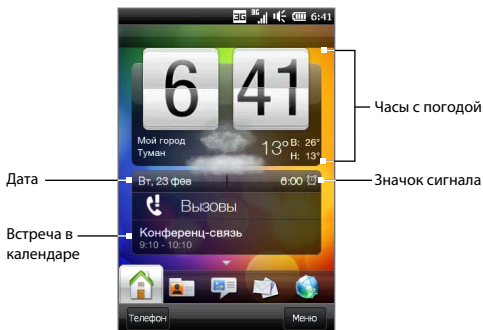 3G 3G 6:41
6 41
Часы с погодой
Мой город
Туман
13° В: 26°
Н: 13°
Дата
Вт, 23 фев 6:00
Значок сигнала
Вызовы
Встреча в
календаре
Конференц-связь
9:10 - 10:10
Телефон Меню